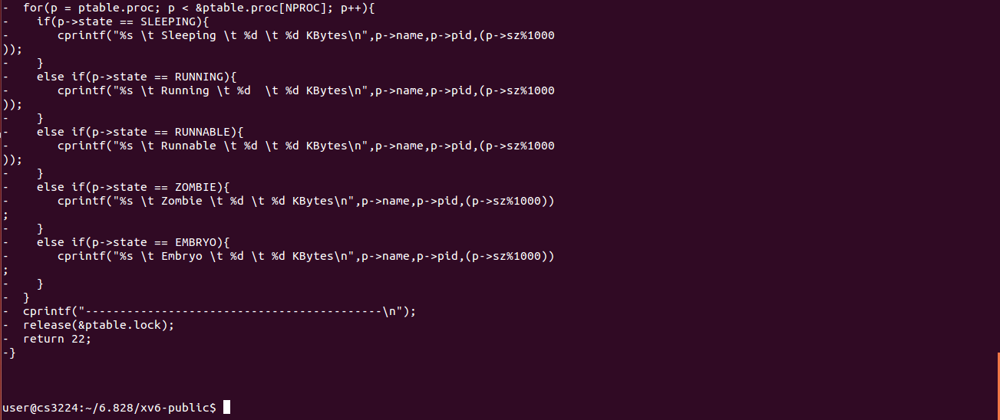 -  for(p = ptable.proc; p < &ptable.proc[NPROC]; p++){
-    if(p->state == SLEEPING){
-       cprintf("%s \t Sleeping \t %d \t %d KBytes\n",p->name,p->pid,(p->sz%1000
));
-    }
-    else if(p->state == RUNNING){
-       cprintf("%s \t Running \t %d  \t %d KBytes\n",p->name,p->pid,(p->sz%1000
));
-    }
-    else if(p->state == RUNNABLE){
-       cprintf("%s \t Runnable \t %d \t %d KBytes\n",p->name,p->pid,(p->sz%1000
));
-    }
-    else if(p->state == ZOMBIE){
-       cprintf("%s \t Zombie \t %d \t %d KBytes\n",p->name,p->pid,(p->sz%1000))
;
-    }
-    else if(p->state == EMBRYO){
-       cprintf("%s \t Embryo \t %d \t %d KBytes\n",p->name,p->pid,(p->sz%1000))
;
-    }
-  }
-  cprintf("-------------------------------------------\n");
-  release(&ptable.lock);
-  return 22;
-}
user@cs3224:~/6.828/xv6-public$